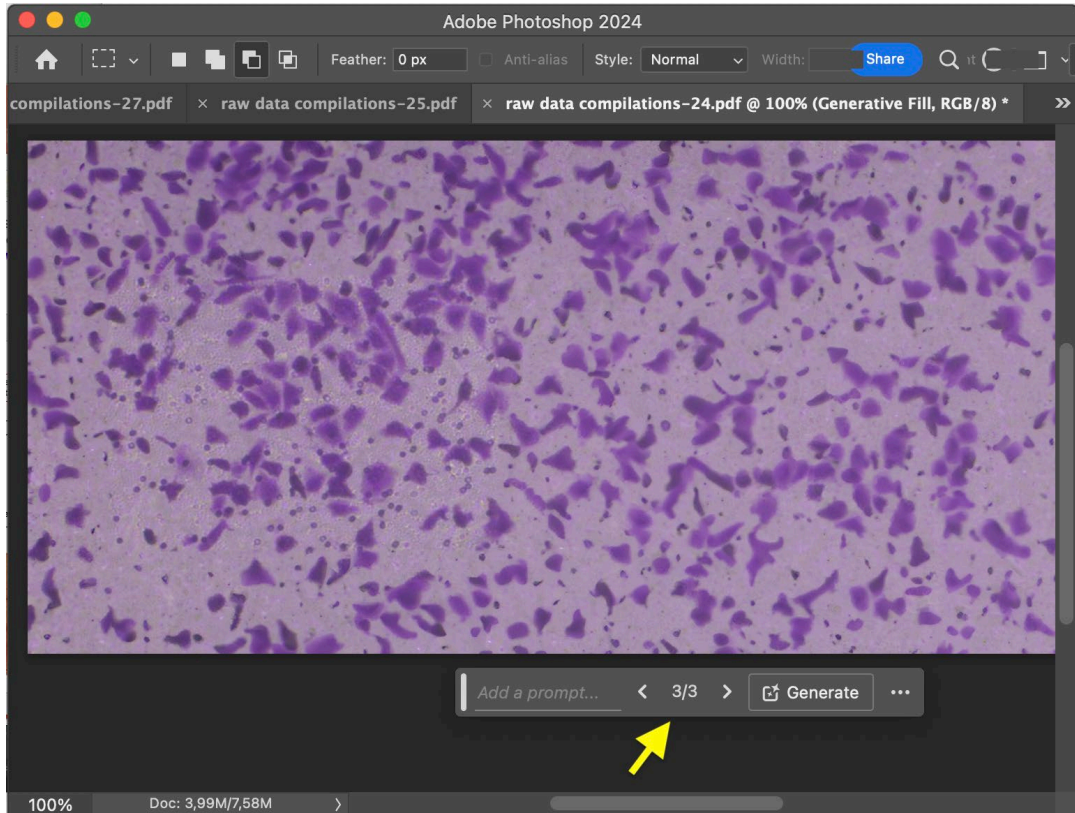 Adobe Photoshop 2024
Feather: 0 px Anti-alias Style: Normal Width: Share
compilations-27.pdf × raw data compilations-25.pdf × raw data compilations-24.pdf @ 100% (Generative Fill, RGB/8) * »
Add a prompt... < 3/3 > Generate ...
100% Doc: 3,99M/7,58M >